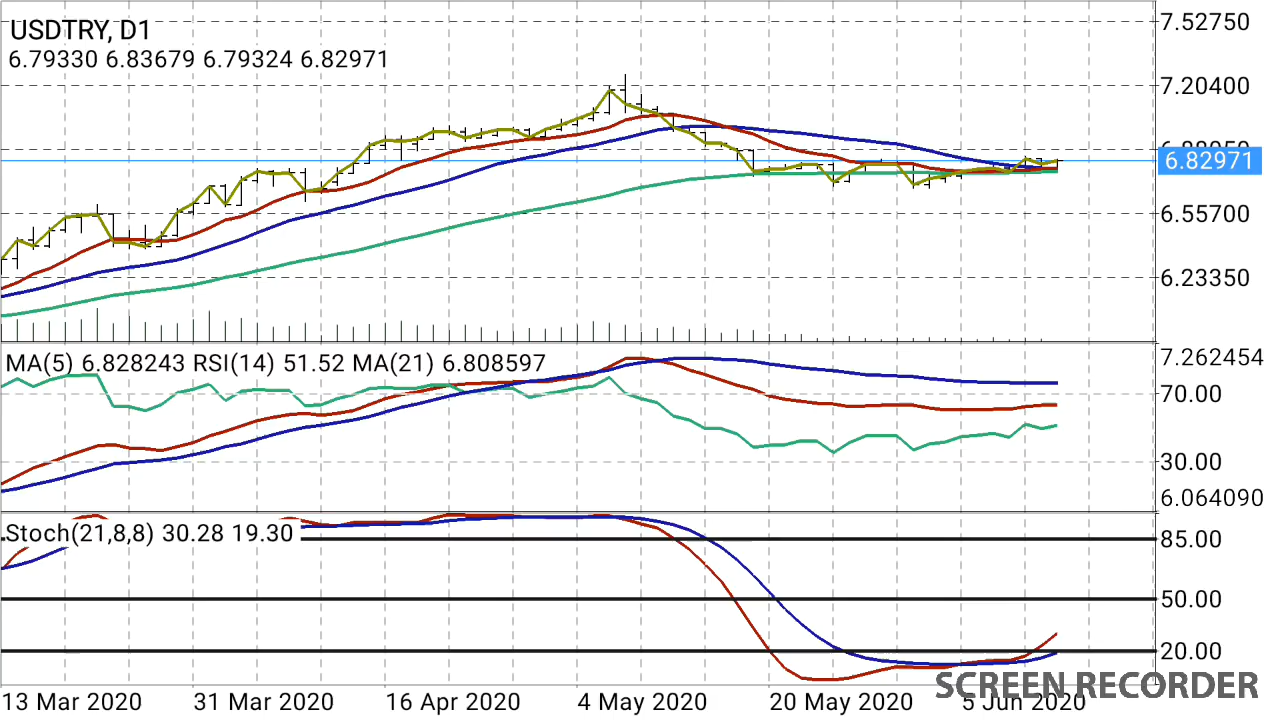 USDTRY, D1
6.79330 6.83679 6.79324 6.82971
7.52750
7.20400
6.82971
6.55700
6.23350
MA(5) 6.828243 RSI(14) 51.52 MA(21) 6.808597
7.262454
70.00
30.00
6.064090
Stoch(21,8,8) 30.28 19.30
85.00
50.00
20.00
SCREEN RECORDER
13 Mar 2020 31 Mar 2020 16 Apr 2020 4 May 2020 20 May 2020 5 Jun 2020